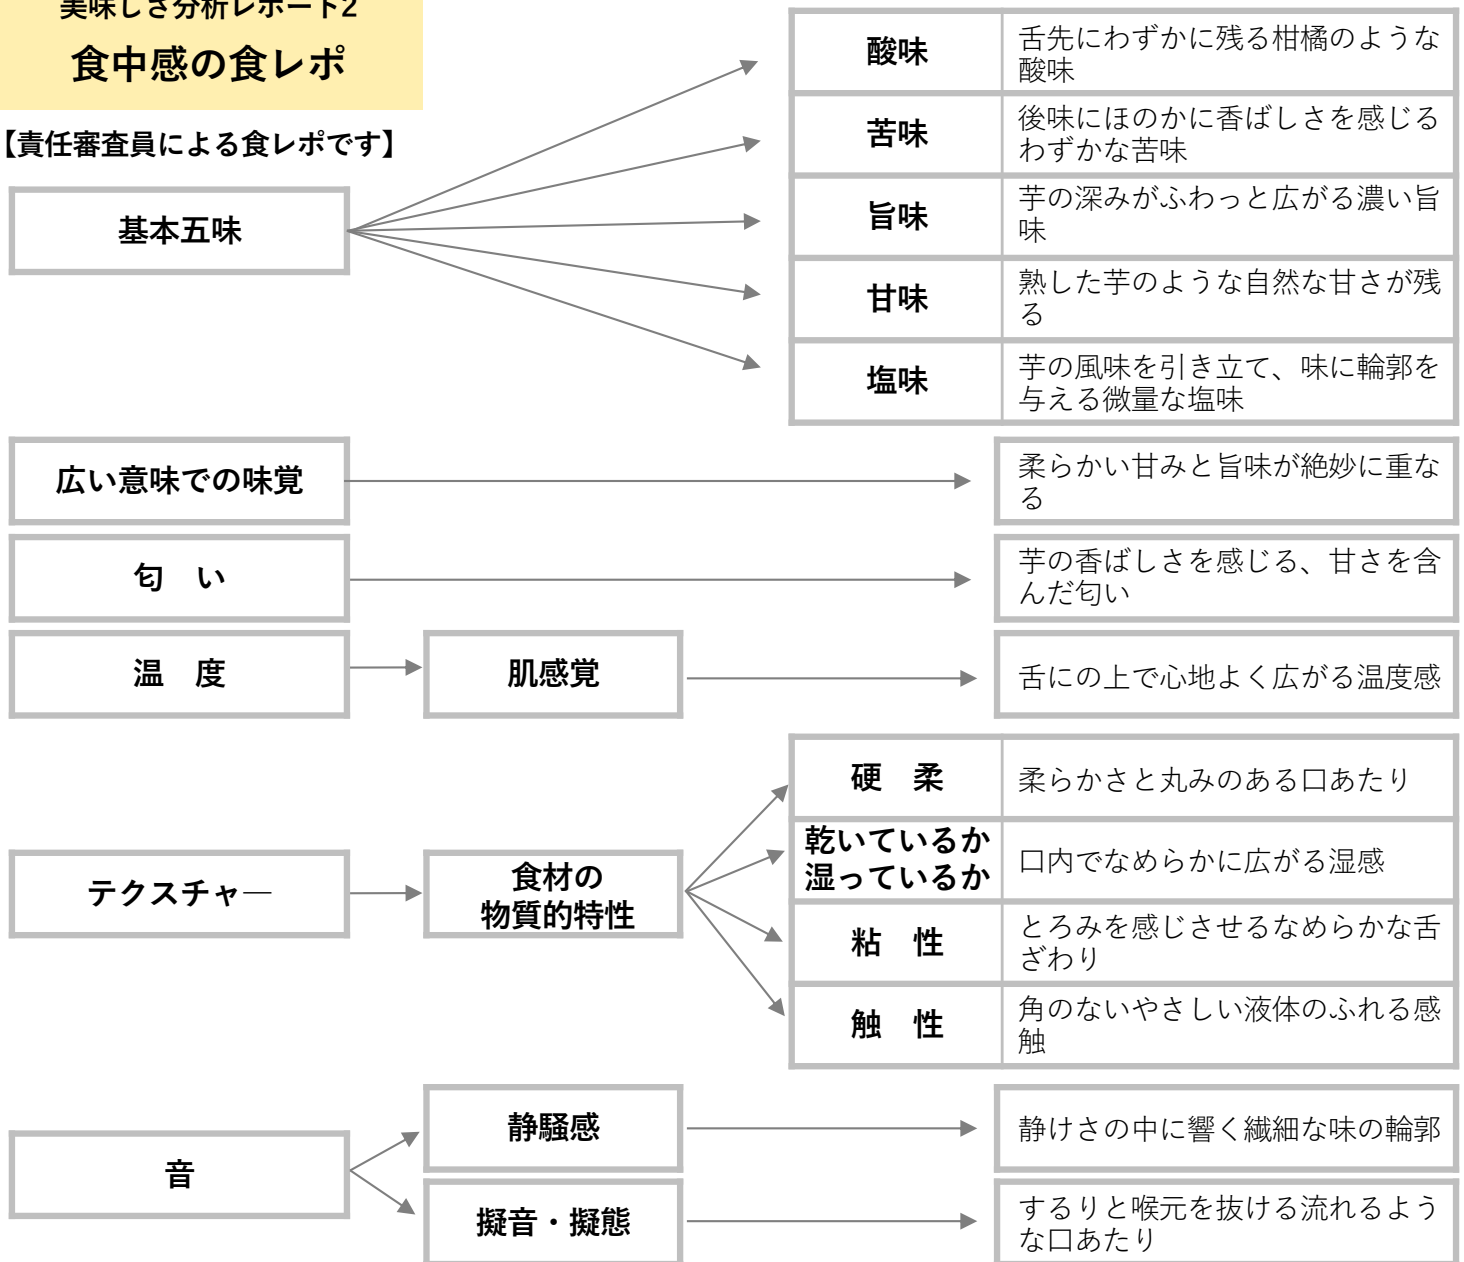 美味しさ分析レポート2
食中感の食レポ
【責任審査員による食レポです】
基本五味
酸味
舌先にわずかに残る柑橘のような
酸味
苦味
後味にほのかに香ばしさを感じる
わずかな苦味
旨味
芋の深みがふわっと広がる濃い旨
味
甘味
熟した芋のような自然な甘さが残
る
塩味
芋の風味を引き立て、味に輪郭を
与える微量な塩味
広い意味での味覚
柔らかい甘みと旨味が絶妙に重な
る
匂　い
芋の香ばしさを感じる、甘さを含
んだ匂い
温　度
肌感覚
舌にの上で心地よく広がる温度感
テクスチャ―
食材の
物質的特性
硬　柔
柔らかさと丸みのある口あたり
乾いているか
湿っているか
口内でなめらかに広がる湿感
粘　性
とろみを感じさせるなめらかな舌
ざわり
触　性
角のないやさしい液体のふれる感
触
音
静騒感
静けさの中に響く繊細な味の輪郭
擬音・擬態
するりと喉元を抜ける流れるよう
な口あたり